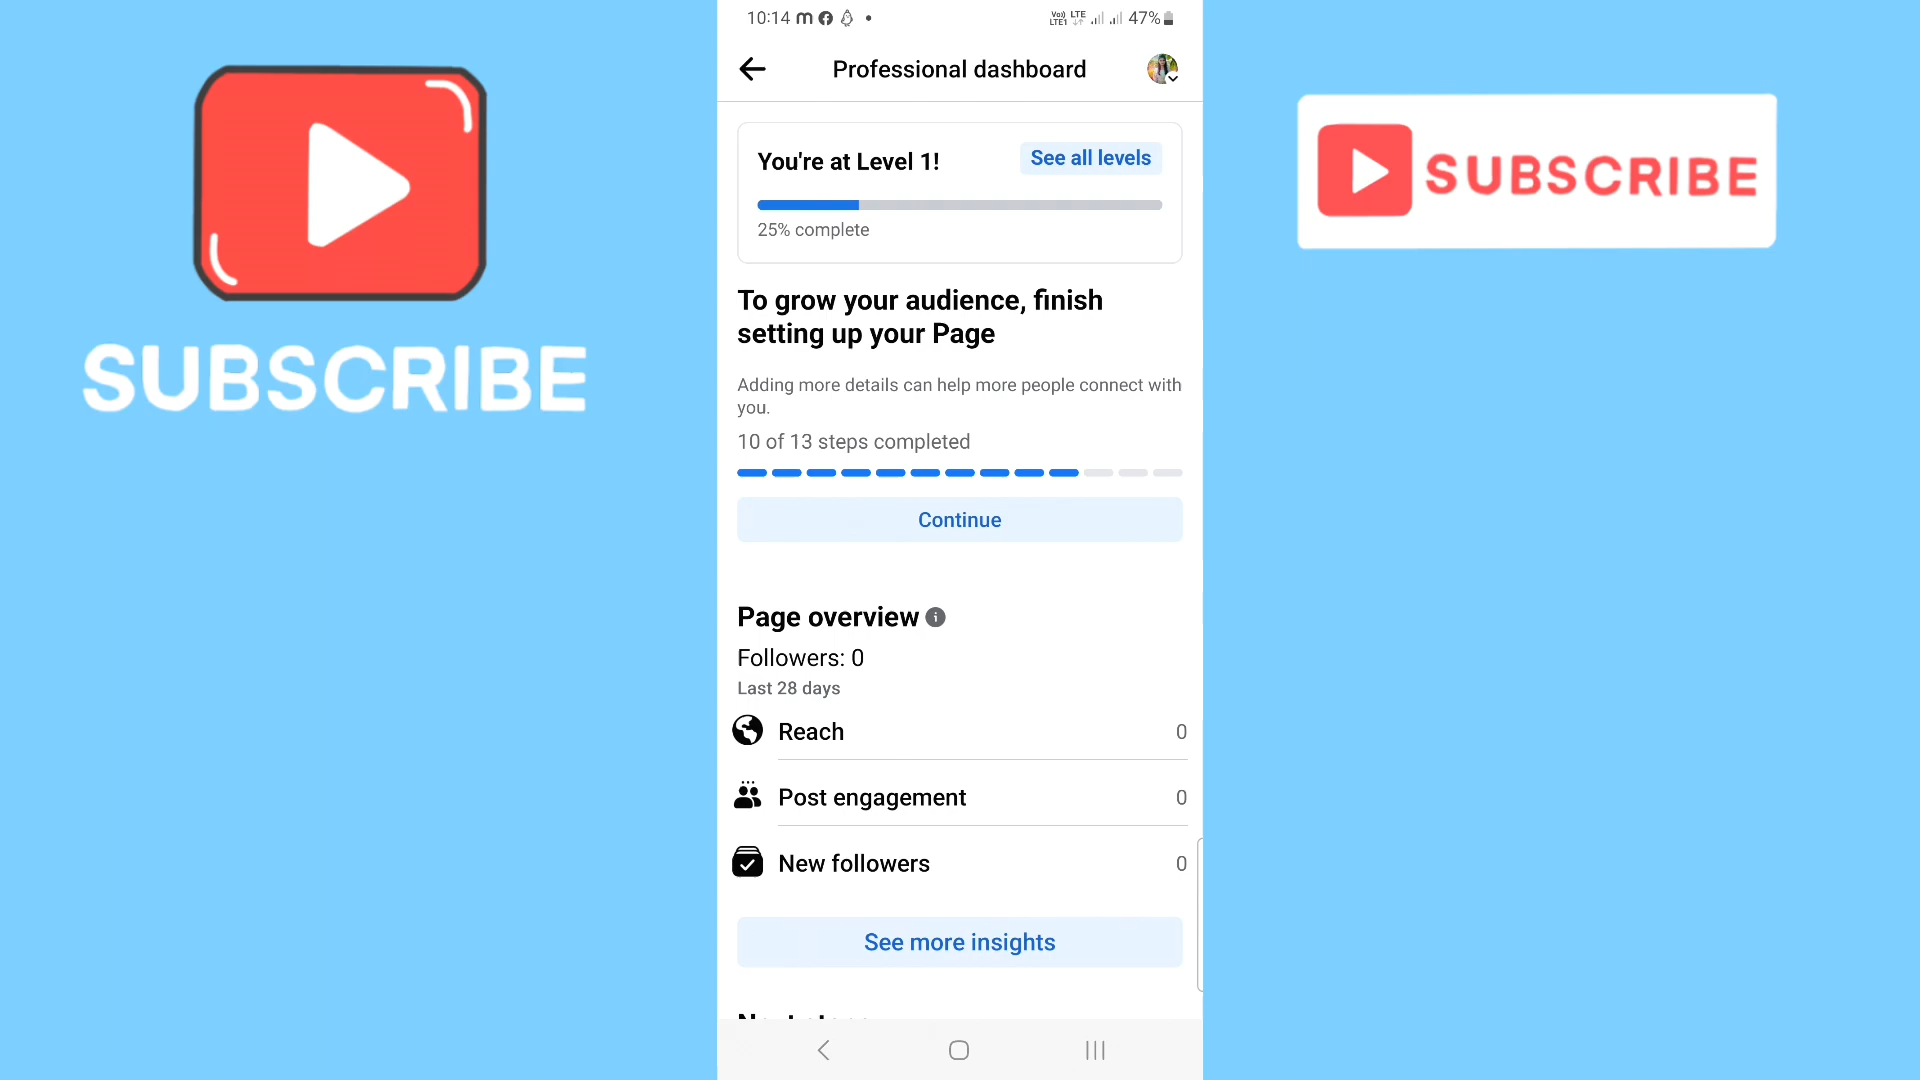 10:14
Vo)) LTE
LTE1
47%
Professional dashboard
SUBSCRIBE
SUBSCRIBE
You're at Level 1!
See all levels
25% complete
To grow your audience, finish
setting up your Page
Adding more details can help more people connect with
you.
10 of 13 steps completed
Continue
Page overview
Followers: 0
Last 28 days
Reach 0
Post engagement 0
New followers 0
See more insights